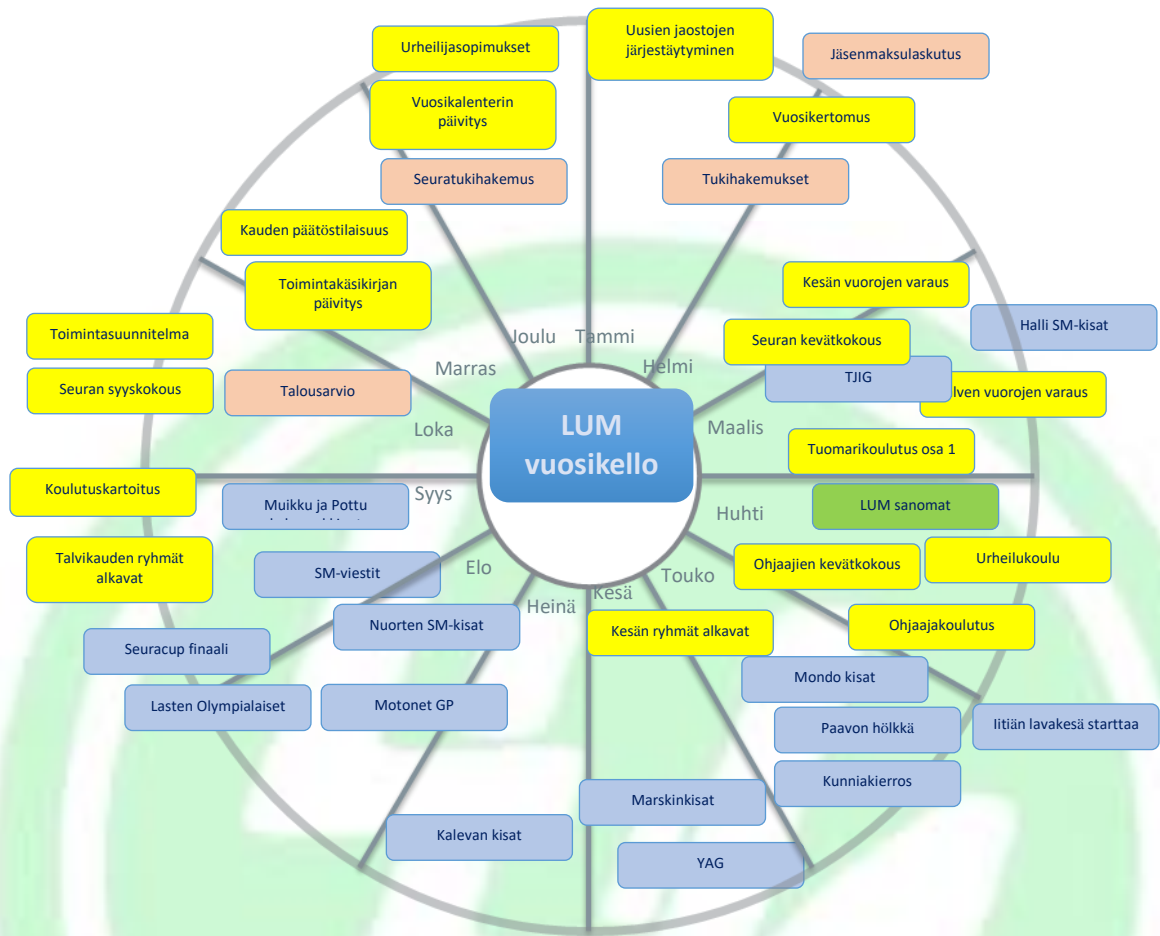 Urheilijasopimukset
Uusien jaostojen
järjestäytyminen
Jäsenmaksulaskutus
Vuosikalenterin
päivitys
Vuosikertomus
Seuratukihakemus
Tukihakemukset
Kauden päätöstilaisuus
Toimintakäsikirjan
päivitys
Kesän vuorojen varaus
Toimintasuunnitelma
Halli SM-kisat
Joulu
Tammi
Seuran kevätkokous
Marras
Helmi
TJIG
Seuran syyskokous
Talousarvio
lven vuorojen varaus
Loka
LUM
vuosikello
Maalis
Tuomarikoulutus osa 1
Koulutuskartoitus
Syys
Muikku ja Pottu
LUM sanomat
Huhti
Talvikauden ryhmät
alkavat
SM-viestit
Elo
Touko
Ohjaajien kevätkokous
Urheilukoulu
Heinä
Kesä
Nuorten SM-kisat
Kesän ryhmät alkavat
Ohjaajakoulutus
Seuracup finaali
Mondo kisat
Lasten Olympialaiset
Motonet GP
Paavon hölkkä
Iitiän lavakesä starttaa
Kunniakierros
Marskinkisat
Kalevan kisat
YAG